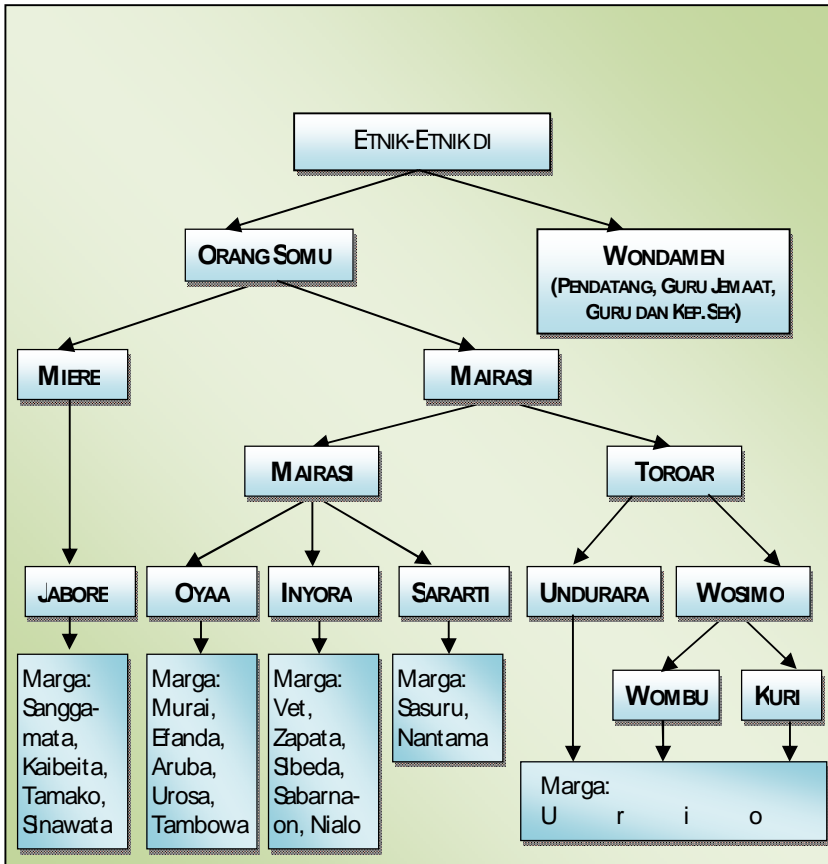 ETNIK-ETNIK DI
ORANG SOMU
WONDAMEN
(PENDATANG, GURU JEMAAT,
GURU DAN KEP. SEK)
MIERE
MAIRASI
MAIRASI
TOROAR
JABORE
OYAA
INYORA
SARARTI
UNDURARA
WOSIMO
WOMBU
KURI
Marga:
Sangga-
mata,
Kaibeita,
Tamako,
Sinawata
Marga:
Murai,
Efanda,
Aruba,
Urosa,
Tambowa
Marga:
Vet,
Zapata,
Sibeda,
Sabarna-
on, Nialo
Marga:
Sasuru,
Nantama
Marga:
U r i o